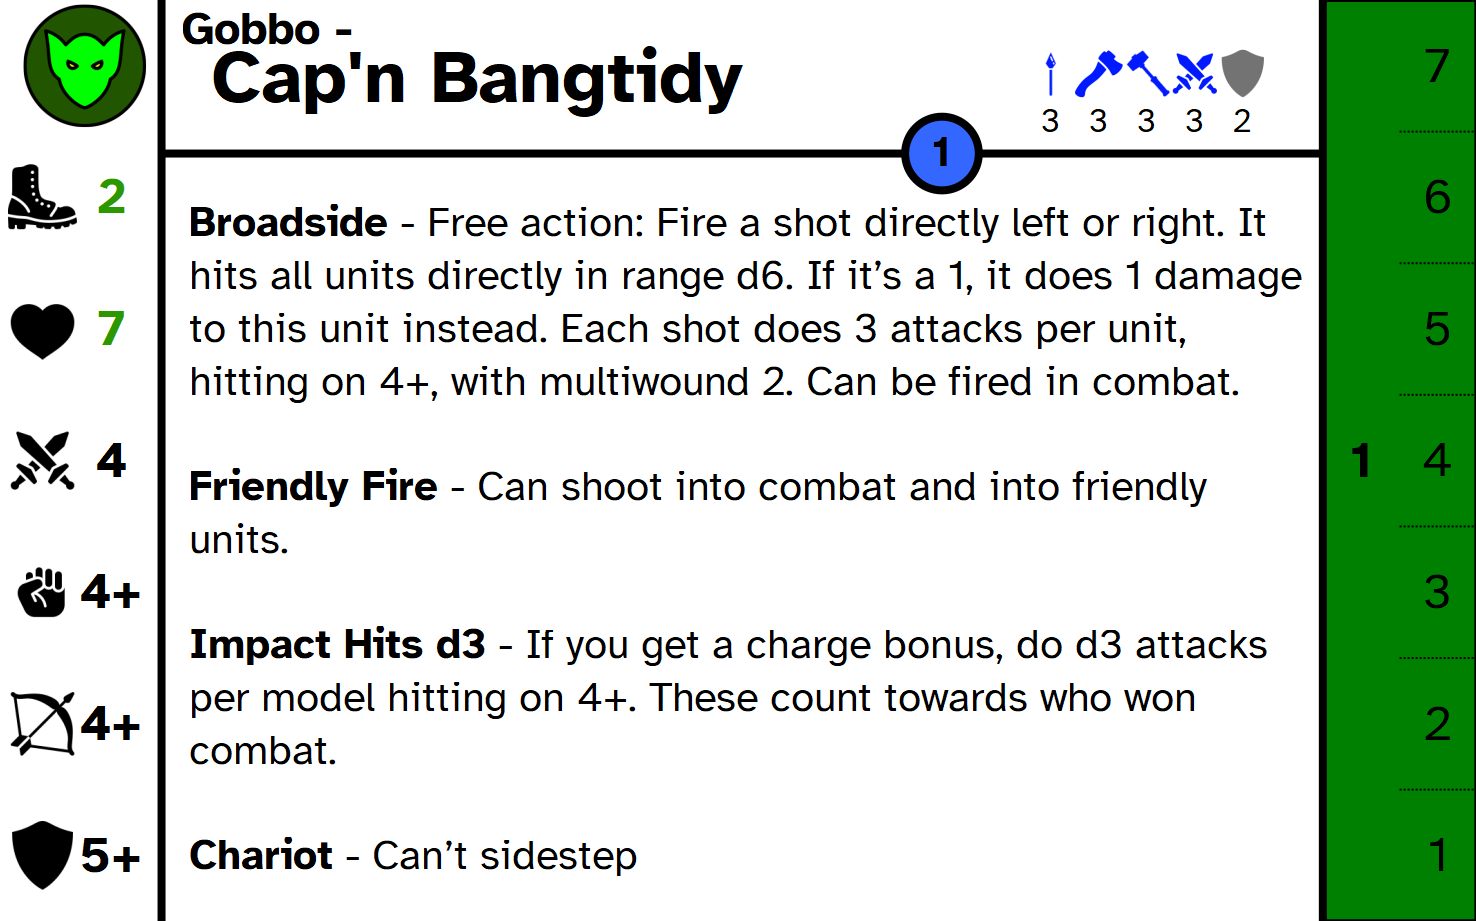 Gobbo -
Cap'n Bangtidy
3 3 3 3 2
1
2
7
4
4+
4+
5+
Broadside - Free action: Fire a shot directly left or right. It
hits all units directly in range d6. If it’s a 1, it does 1 damage
to this unit instead. Each shot does 3 attacks per unit,
hitting on 4+, with multiwound 2. Can be fired in combat.
Friendly Fire - Can shoot into combat and into friendly
units.
Impact Hits d3 - If you get a charge bonus, do d3 attacks
per model hitting on 4+. These count towards who won
combat.
Chariot - Can’t sidestep
7
6
5
1 4
3
2
1